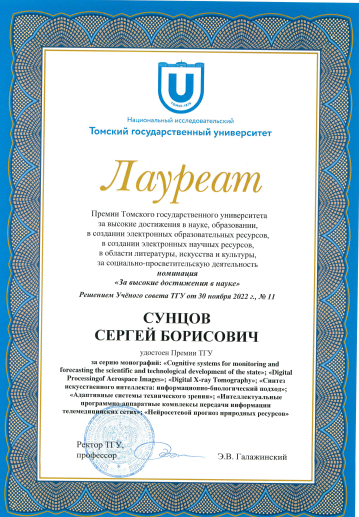 Национальный исследовательский
Томский государственный университет
Лауреат
Премии Томского государственного университета
за высокие достижения в науке, образовании,
в создании электронных образовательных ресурсов,
в создании электронных научных ресурсов,
в области литературы, искусства и культуры,
за социально-просветительскую деятельность
номинация
«За высокие достижения в науке»
Решением Учёного совета ТГУ от 30 ноября 2022 г., № 11
СУНЦОВ
СЕРГЕЙ БОРИСОВИЧ
удостоен Премии ТГУ
за серию монографий: «Cognitive systems for monitoring and
forecasting the scientific and technological development of the state»; «Digital
Processingof Aerospace Images»; «Digital X-ray Tomography»; «Синтез
искусственного интеллекта: информационно-биологический подход»;
«Адаптивные системы технического зрения»; «Интеллектуальные
программно-аппаратные комплексы передачи информации
телемедицинских сетях»; «Нейросетевой прогноз природных ресурсов»
Ректор ТГУ,
профессор
Э.В. Галажинский